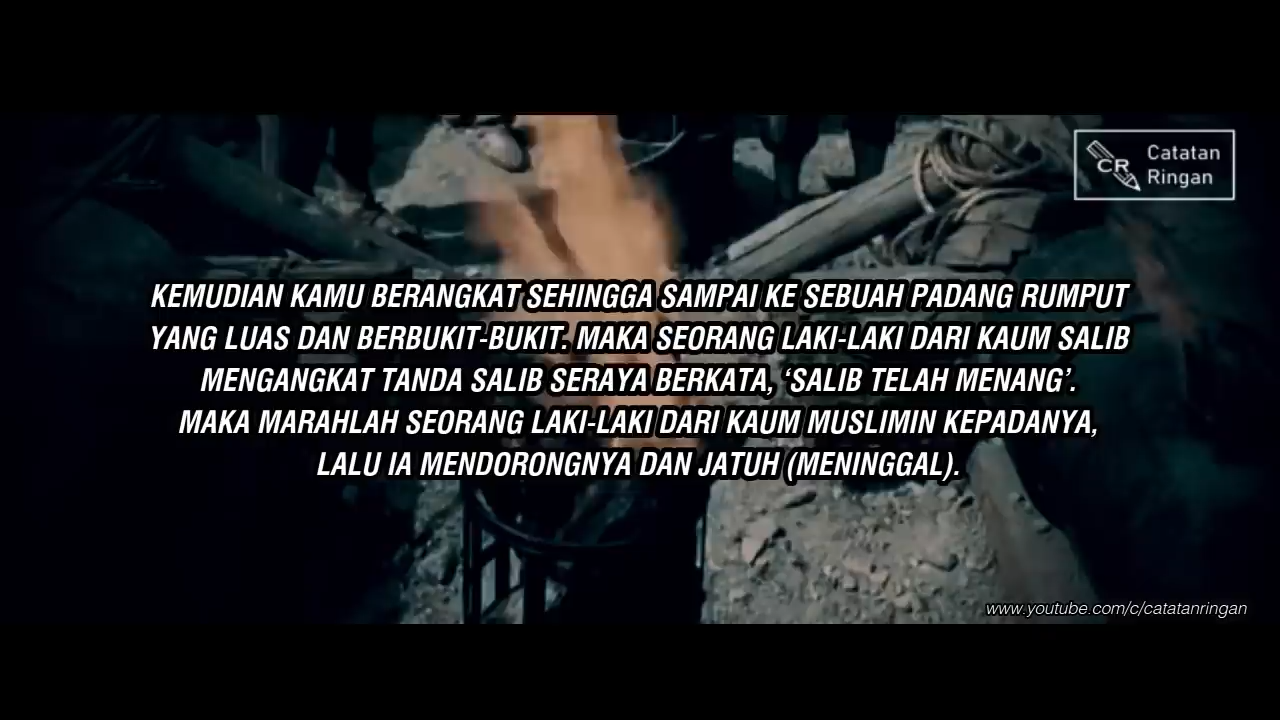 CR
Catatan
Ringan
KEMUDIAN KAMU BERANGKAT SEHINGGA SAMPAI KE SEBUAH PADANG RUMPUT
YANG LUAS DAN BERBUKIT-BUKIT. MAKA SEORANG LAKI-LAKI DARI KAUM SALIB
MENGANGKAT TANDA SALIB SERAYA BERKATA, ‘SALIB TELAH MENANG’.
MAKA MARAHLAH SEORANG LAKI-LAKI DARI KAUM MUSLIMIN KEPADANYA,
LALU IA MENDORONGNYA DAN JATUH (MENINGGAL).
www.youtube.com/c/catatanringan